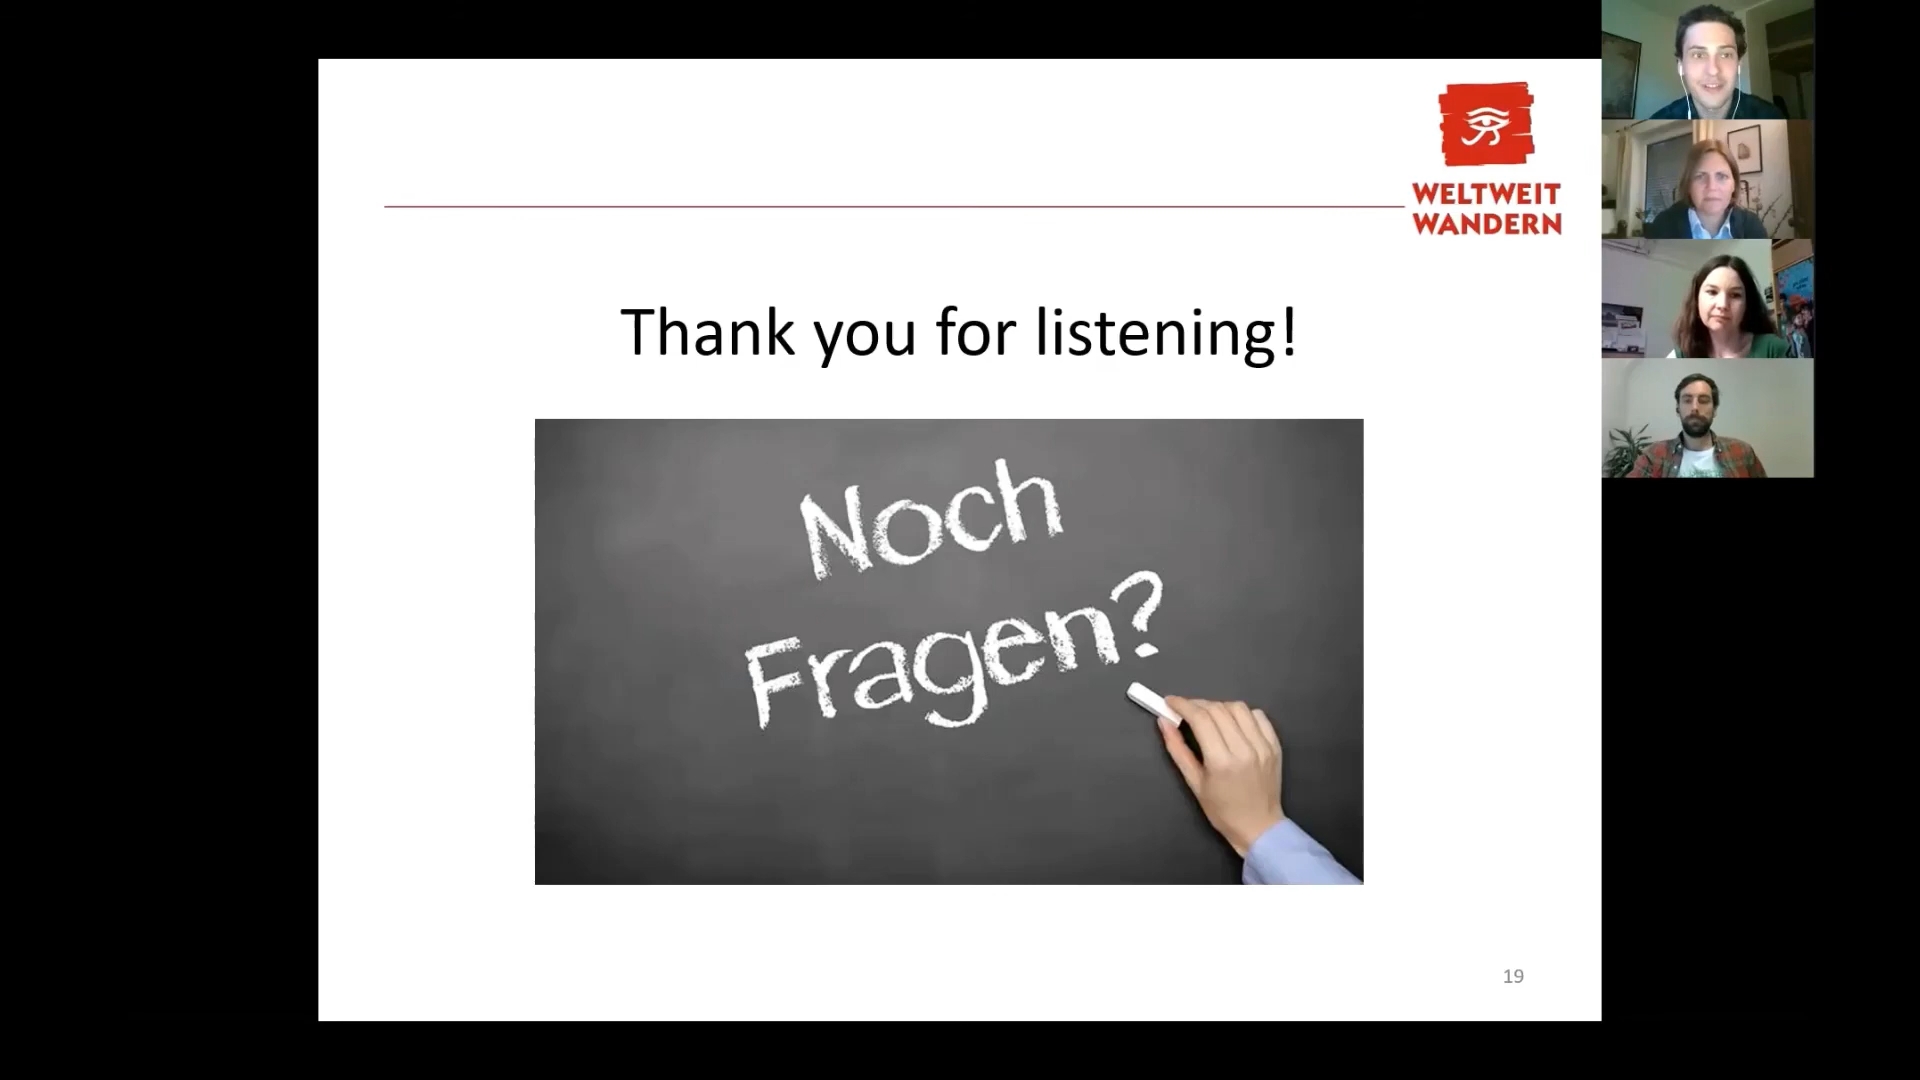 WELTWEIT
WANDERN
Thank you for listening!
Noch
Fragen?
19